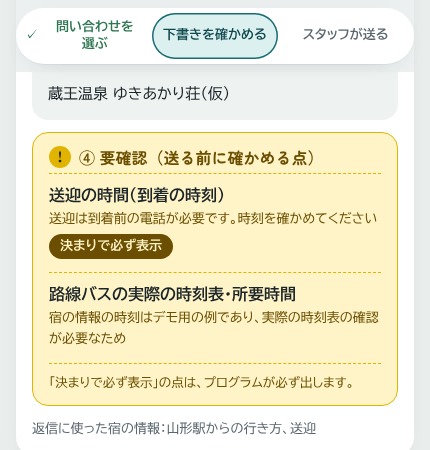 ✓ 問い合わせを
選ぶ
下書きを確かめる
スタッフが送る
蔵王温泉 ゆきあかり荘(仮)
! ④ 要確認（送る前に確かめる点）
送迎の時間(到着の時刻)
送迎は到着前の電話が必要です。時刻を確かめてください
決まりで必ず表示
路線バスの実際の時刻表・所要時間
宿の情報の時刻はデモ用の例であり、実際の時刻表の確認
が必要なため
「決まりで必ず表示」の点は、プログラムが必ず出します。
返信に使った宿の情報：山形駅からの行き方、送迎